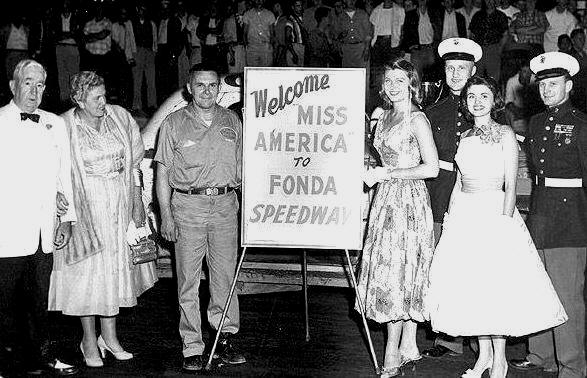 Welcome
"MISS
AMERICA"
TO
FONDA
SPEEDWAY